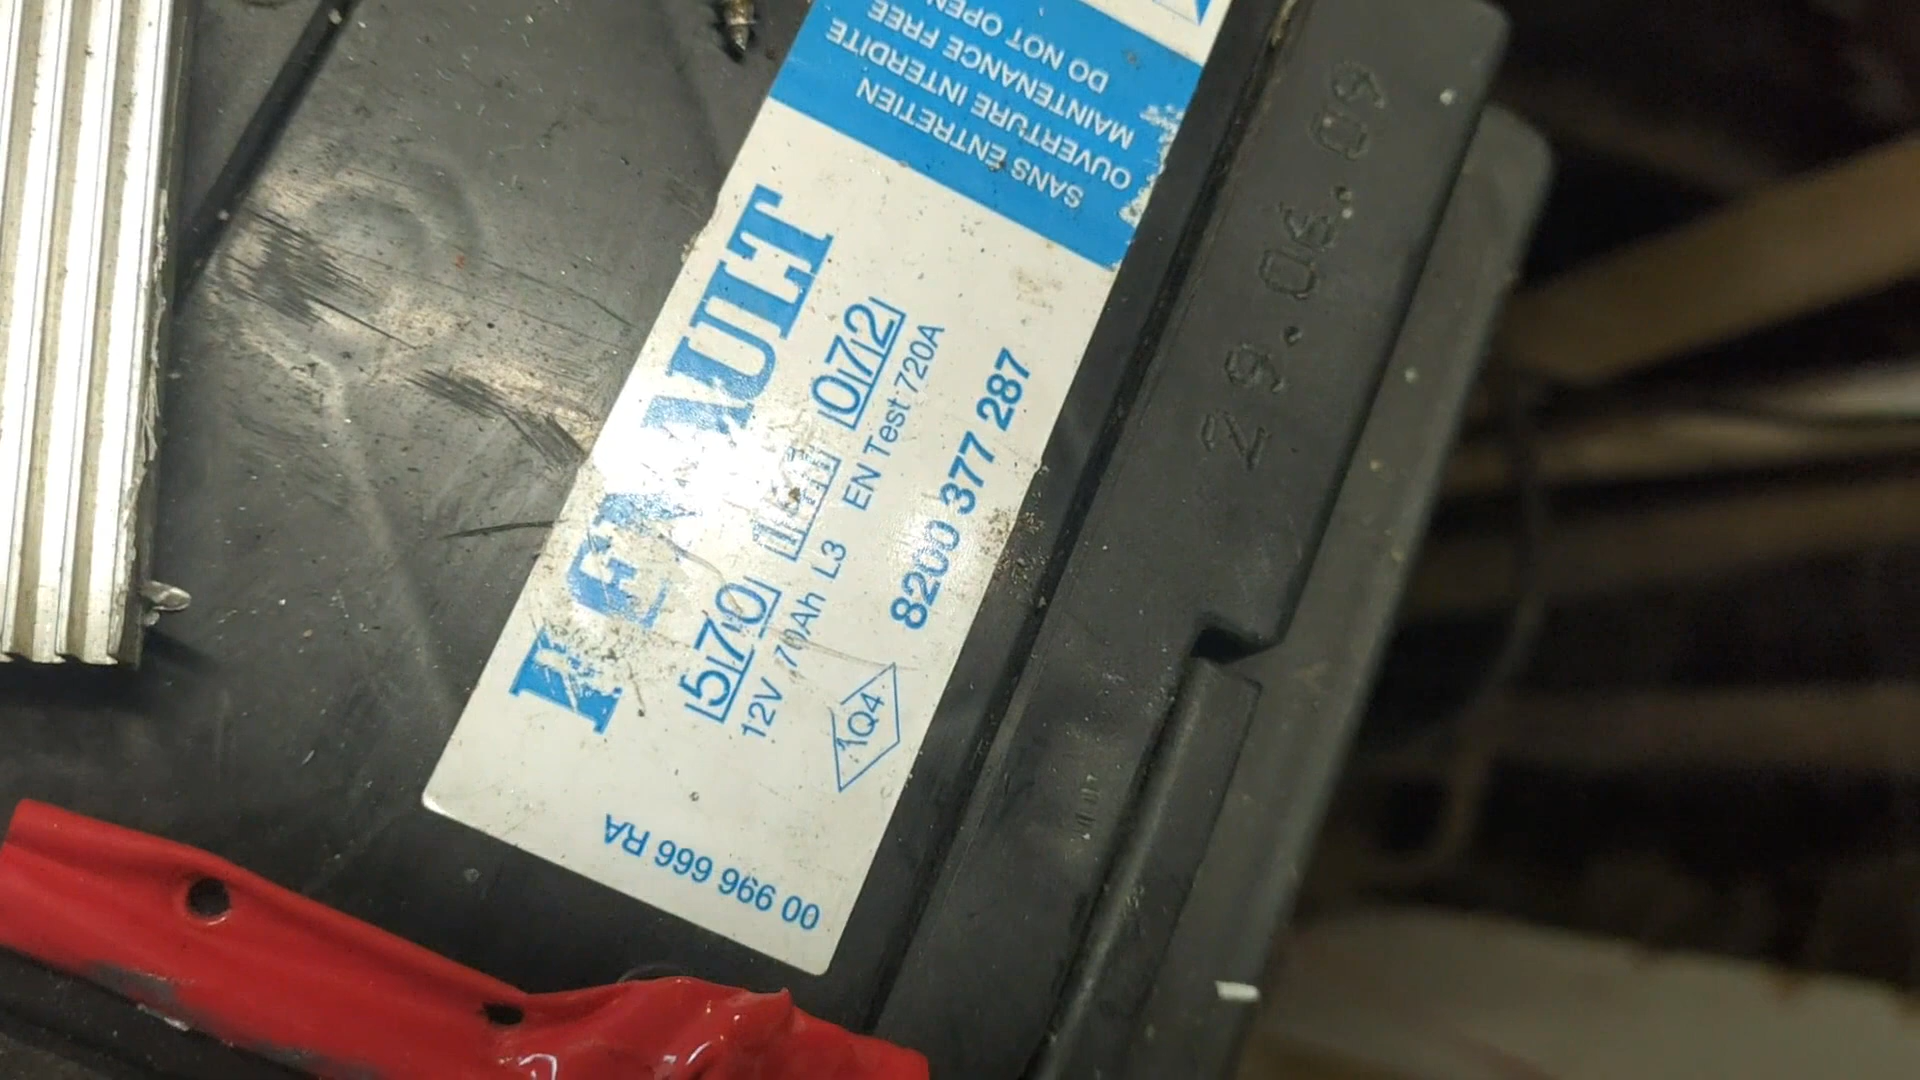 SANS ENTRETIEN
OUVERTURE INTERDITE
MAINTENANCE FREE
DO NOT OPEN
RENAULT
570 072
12V 70Ah L3 EN Test 720A
1Q4
8200 377 287
00 996 666 RA
29.06.09